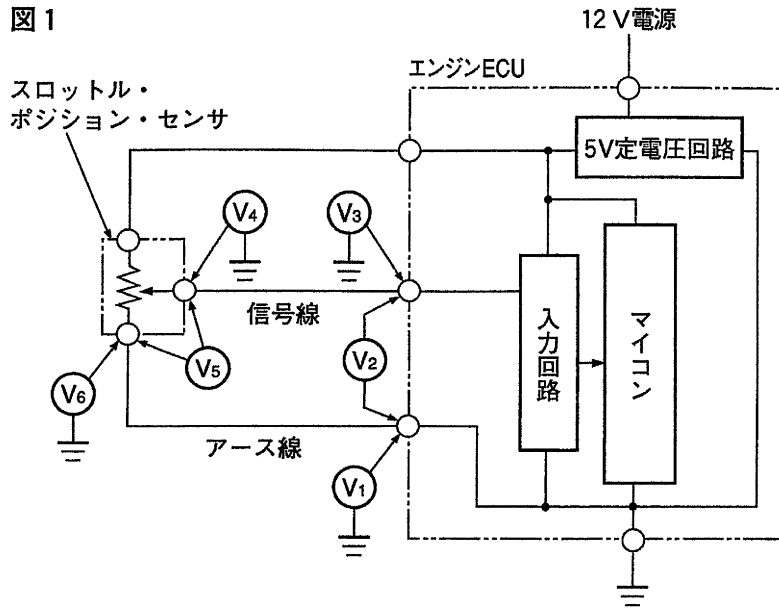 図1
12V電源
エンジンECU
スロットル・
ポジション・センサ
5V定電圧回路
V4
V3
信号線
入力回路
マイコン
V2
V5
V6
アース線
V1